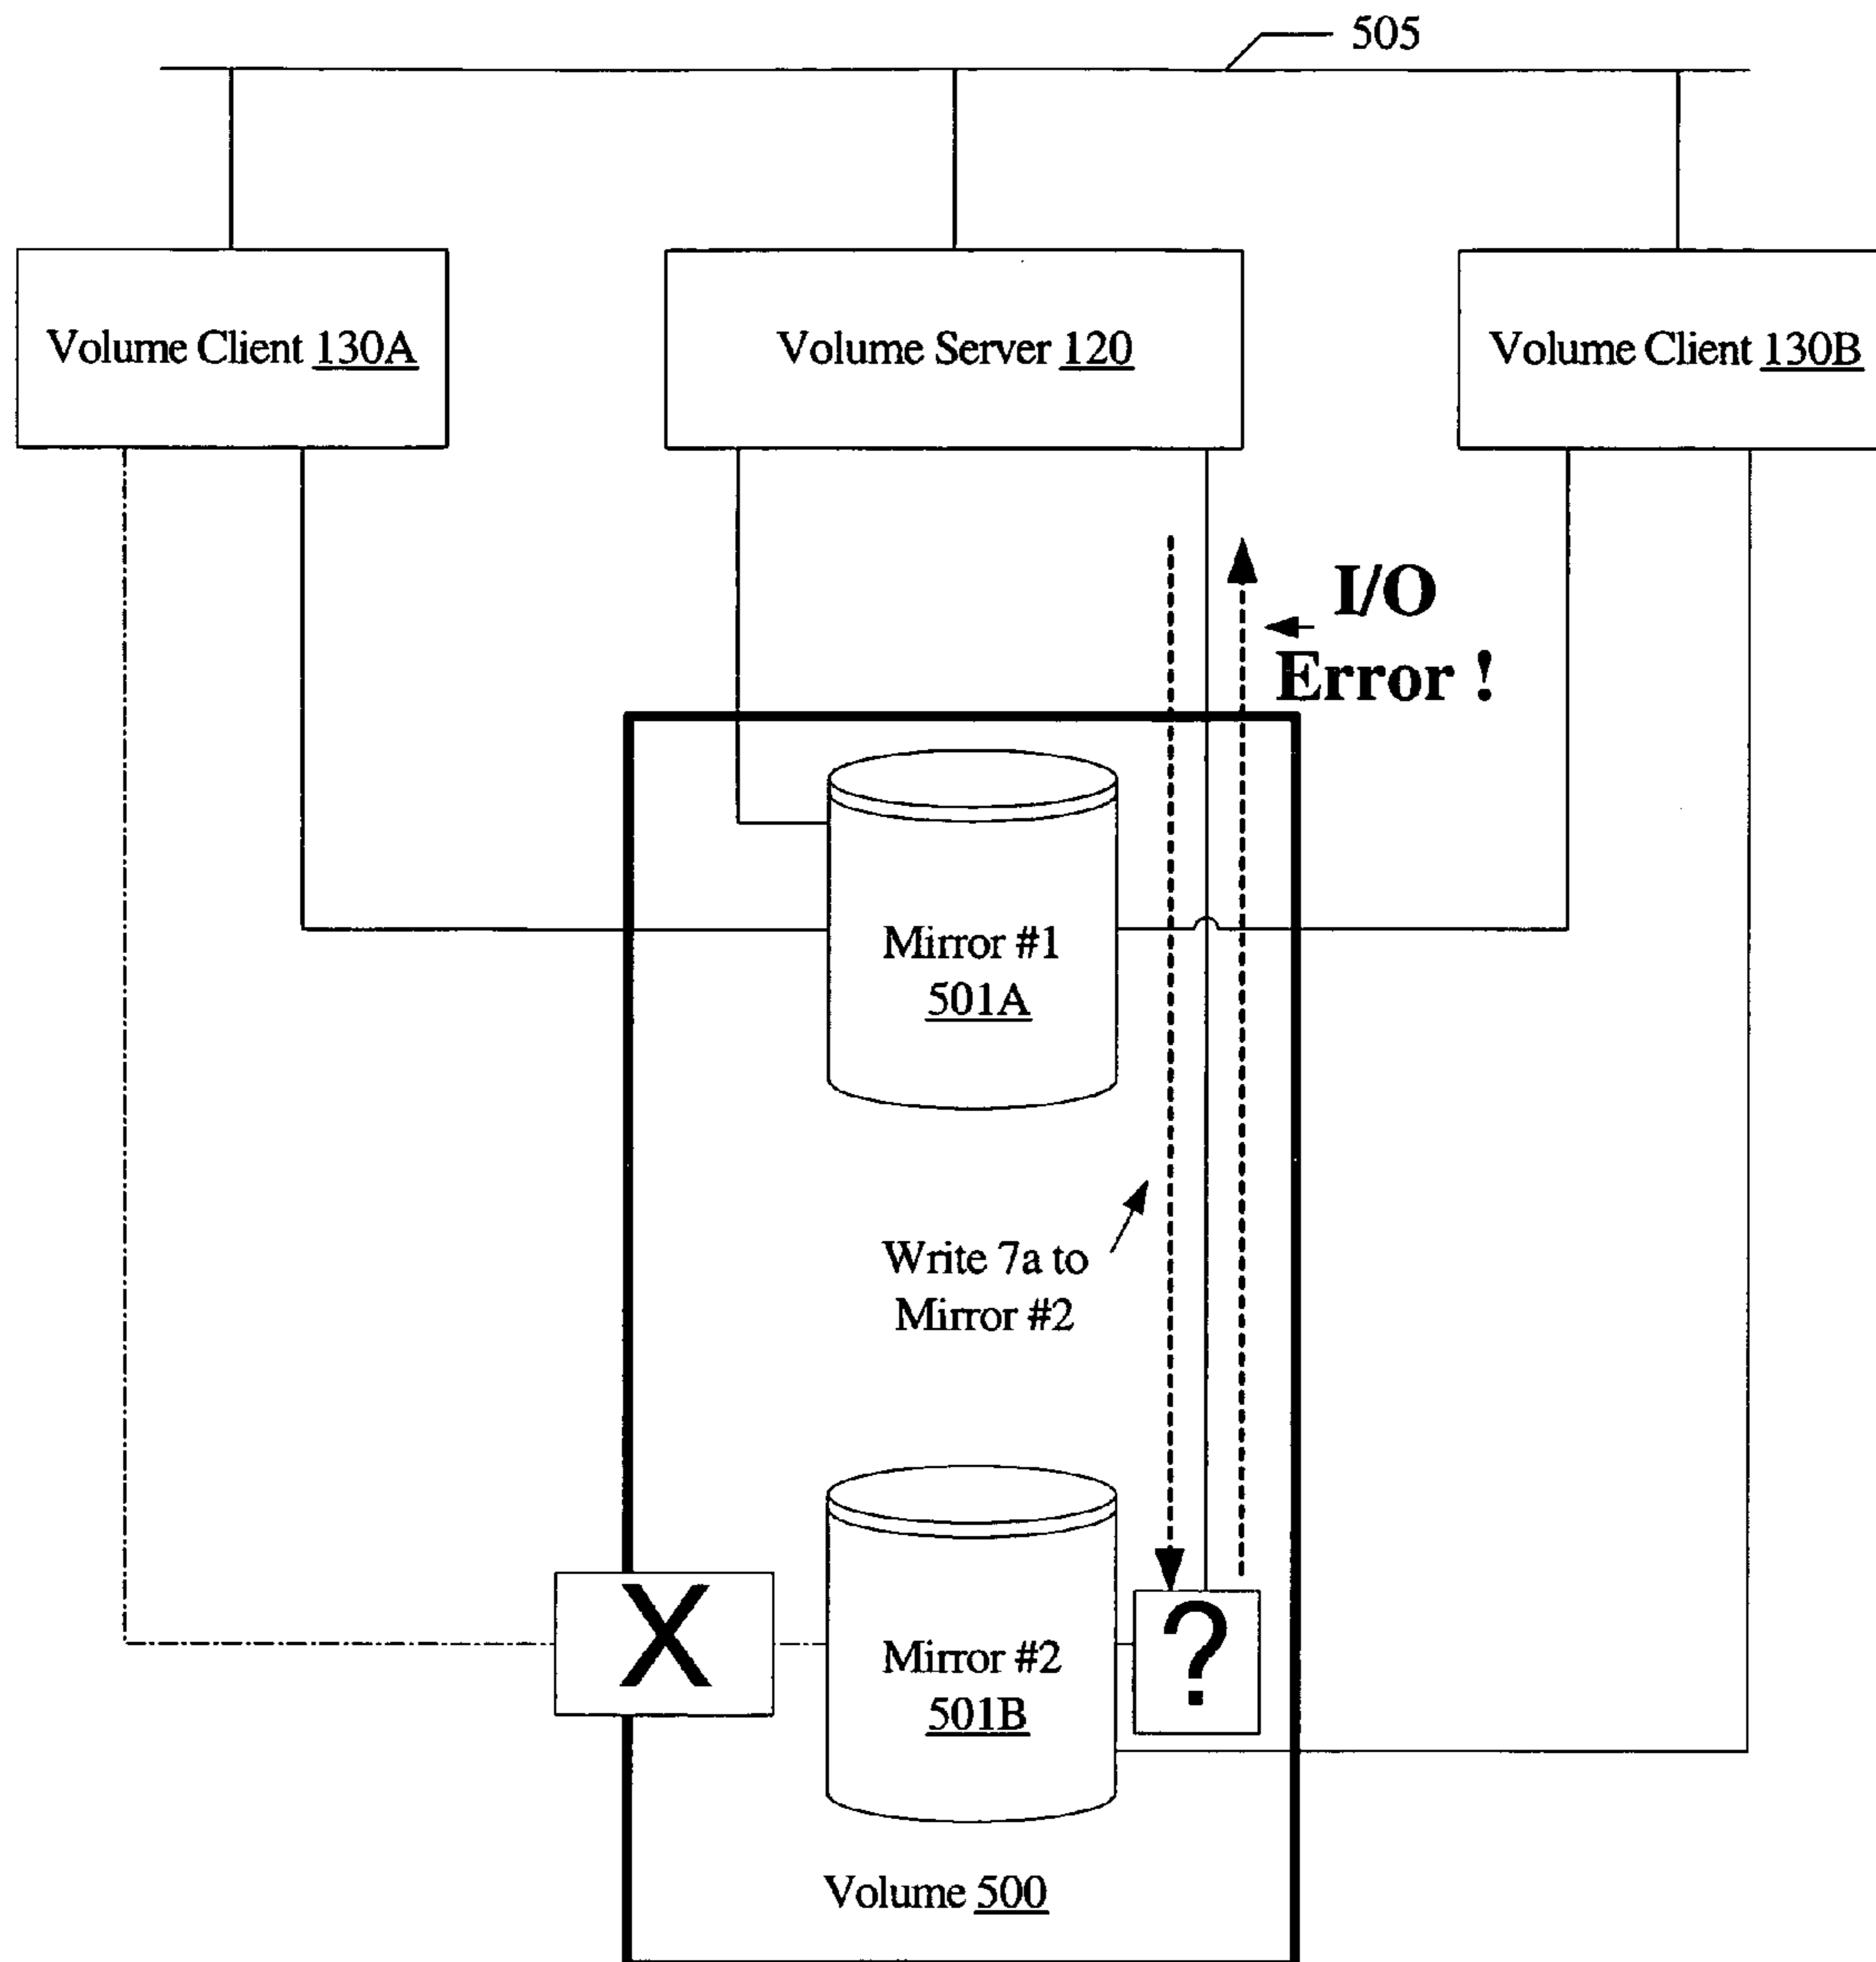 505
Volume Client 130A
Volume Server 120
Volume Client 130B
I/O
Error !
Mirror #1
501A
Write 7a to
Mirror #2
X
?
Mirror #2
501B
Volume 500